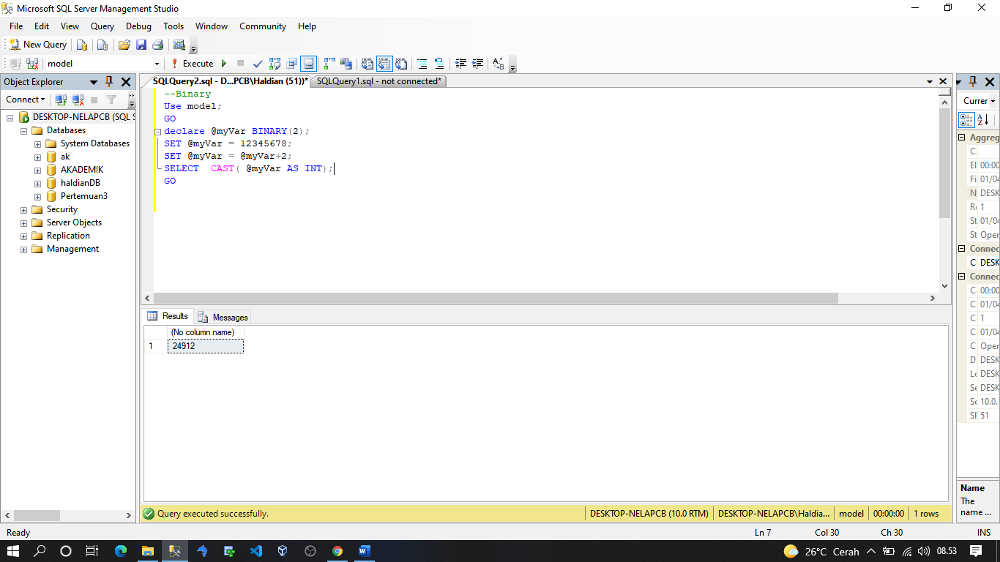 Microsoft SQL Server Management Studio
File Edit View Query Debug Tools Window Community Help
New Query
model Execute
Object Explorer
Connect
DESKTOP-NELAPCB (SQL S
Databases
System Databases
ak
AKADEMIK
haldianDB
Pertemuan3
Security
Server Objects
Replication
Management
SQLQuery2.sql - D...PCB\Haldian (51))* SQLQuery1.sql - not connected*
--Binary
Use model;
GO
declare @myVar BINARY(2);
SET @myVar = 12345678;
SET @myVar = @myVar+2;
SELECT  CAST( @myVar AS INT);
GO
Results Messages
(No column name)
1 24912
Query executed successfully. DESKTOP-NELAPCB (10.0 RTM) DESKTOP-NELAPCB\Haldia... model 00:00:00 1 rows
Currer
Aggreg
C
El 00:00
Fi 01/04
N DESK
Re 1
St 01/04
St Oper
Connec
C DESK
Connec
C 00:00
C 01/04
C 1
C 01/04
C Oper
D DESK
Lo DESK
Se DESK
Se 10.0.
SP 51
Name
The
name ...
Ready Ln 7 Col 30 Ch 30 INS
26°C Cerah 08.53